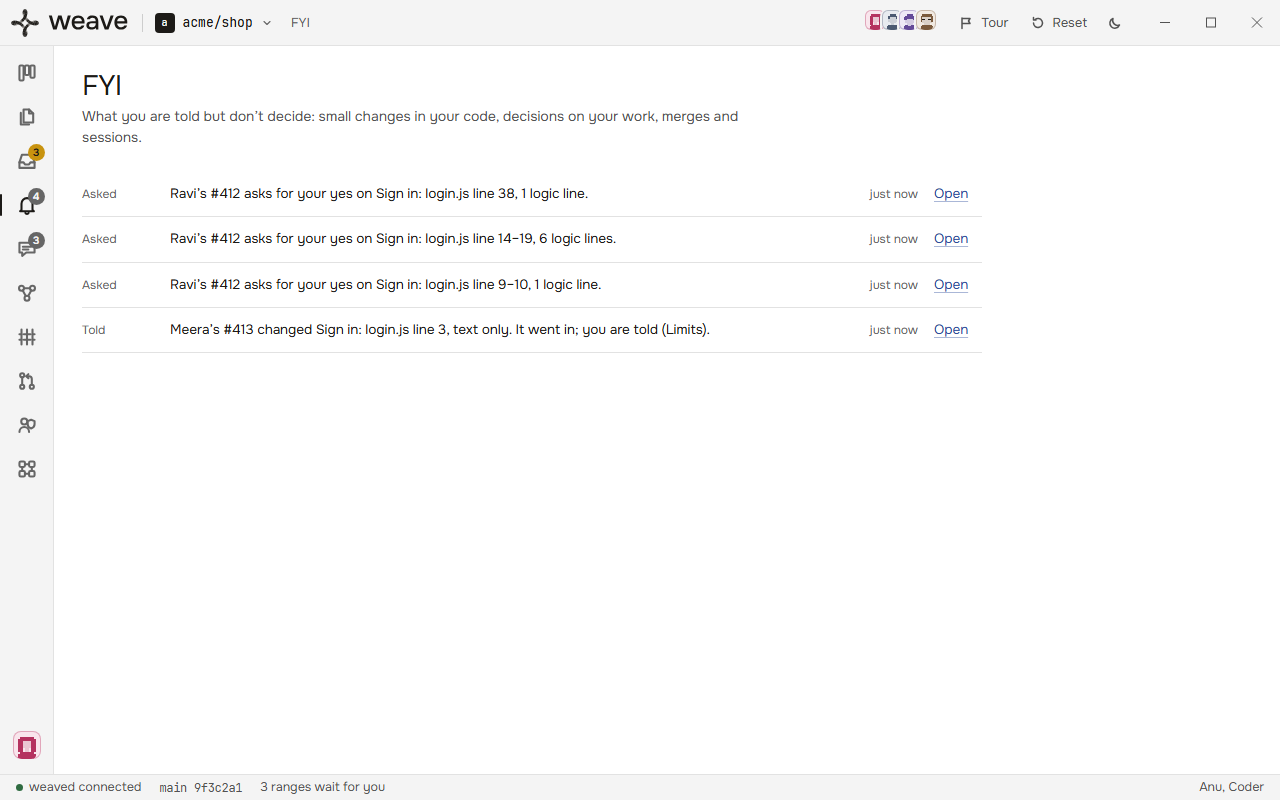 weave
a acme/shop FYI
Tour Reset
FYI
What you are told but don’t decide: small changes in your code, decisions on your work, merges and
sessions.
3
4
3
Asked Ravi’s #412 asks for your yes on Sign in: login.js line 38, 1 logic line. just now Open
Asked Ravi’s #412 asks for your yes on Sign in: login.js line 14–19, 6 logic lines. just now Open
Asked Ravi’s #412 asks for your yes on Sign in: login.js line 9–10, 1 logic line. just now Open
Told Meera’s #413 changed Sign in: login.js line 3, text only. It went in; you are told (Limits). just now Open
weaved connected main 9f3c2a1 3 ranges wait for you Anu, Coder